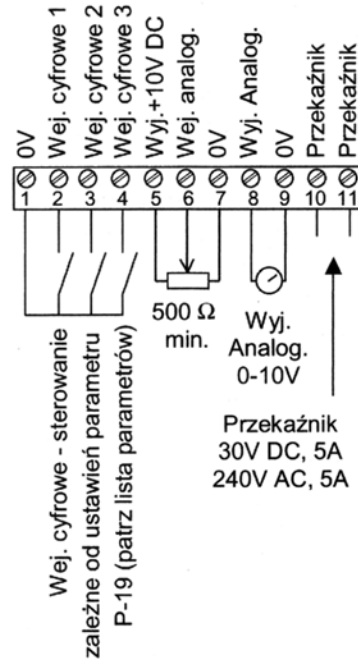 0V
Wej. cyfrowe 1
Wej. cyfrowe 2
Wej. cyfrowe 3
Wyj.+10V DC
Wej. analog.
0V
Wyj. Analog.
0V
Przekaźnik
Przekaźnik
1 2 3 4 5 6 7 8 9 10 11
500 Ω
min.
Wyj.
Analog.
0-10V
Przekaźnik
30V DC, 5A
240V AC, 5A
Wej. cyfrowe - sterowanie
zależne od ustawień parametru
P-19 (patrz lista parametrów)